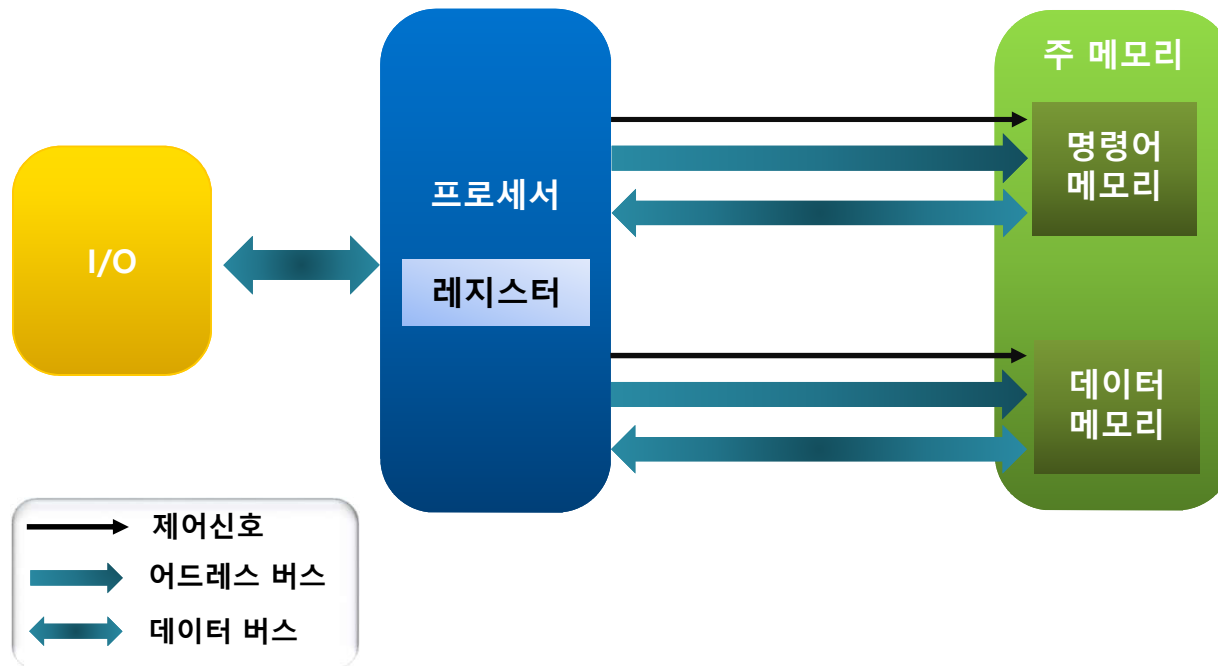 주 메모리
명령어
메모리
프로세서
I/O
레지스터
데이터
메모리
제어신호
어드레스 버스
데이터 버스